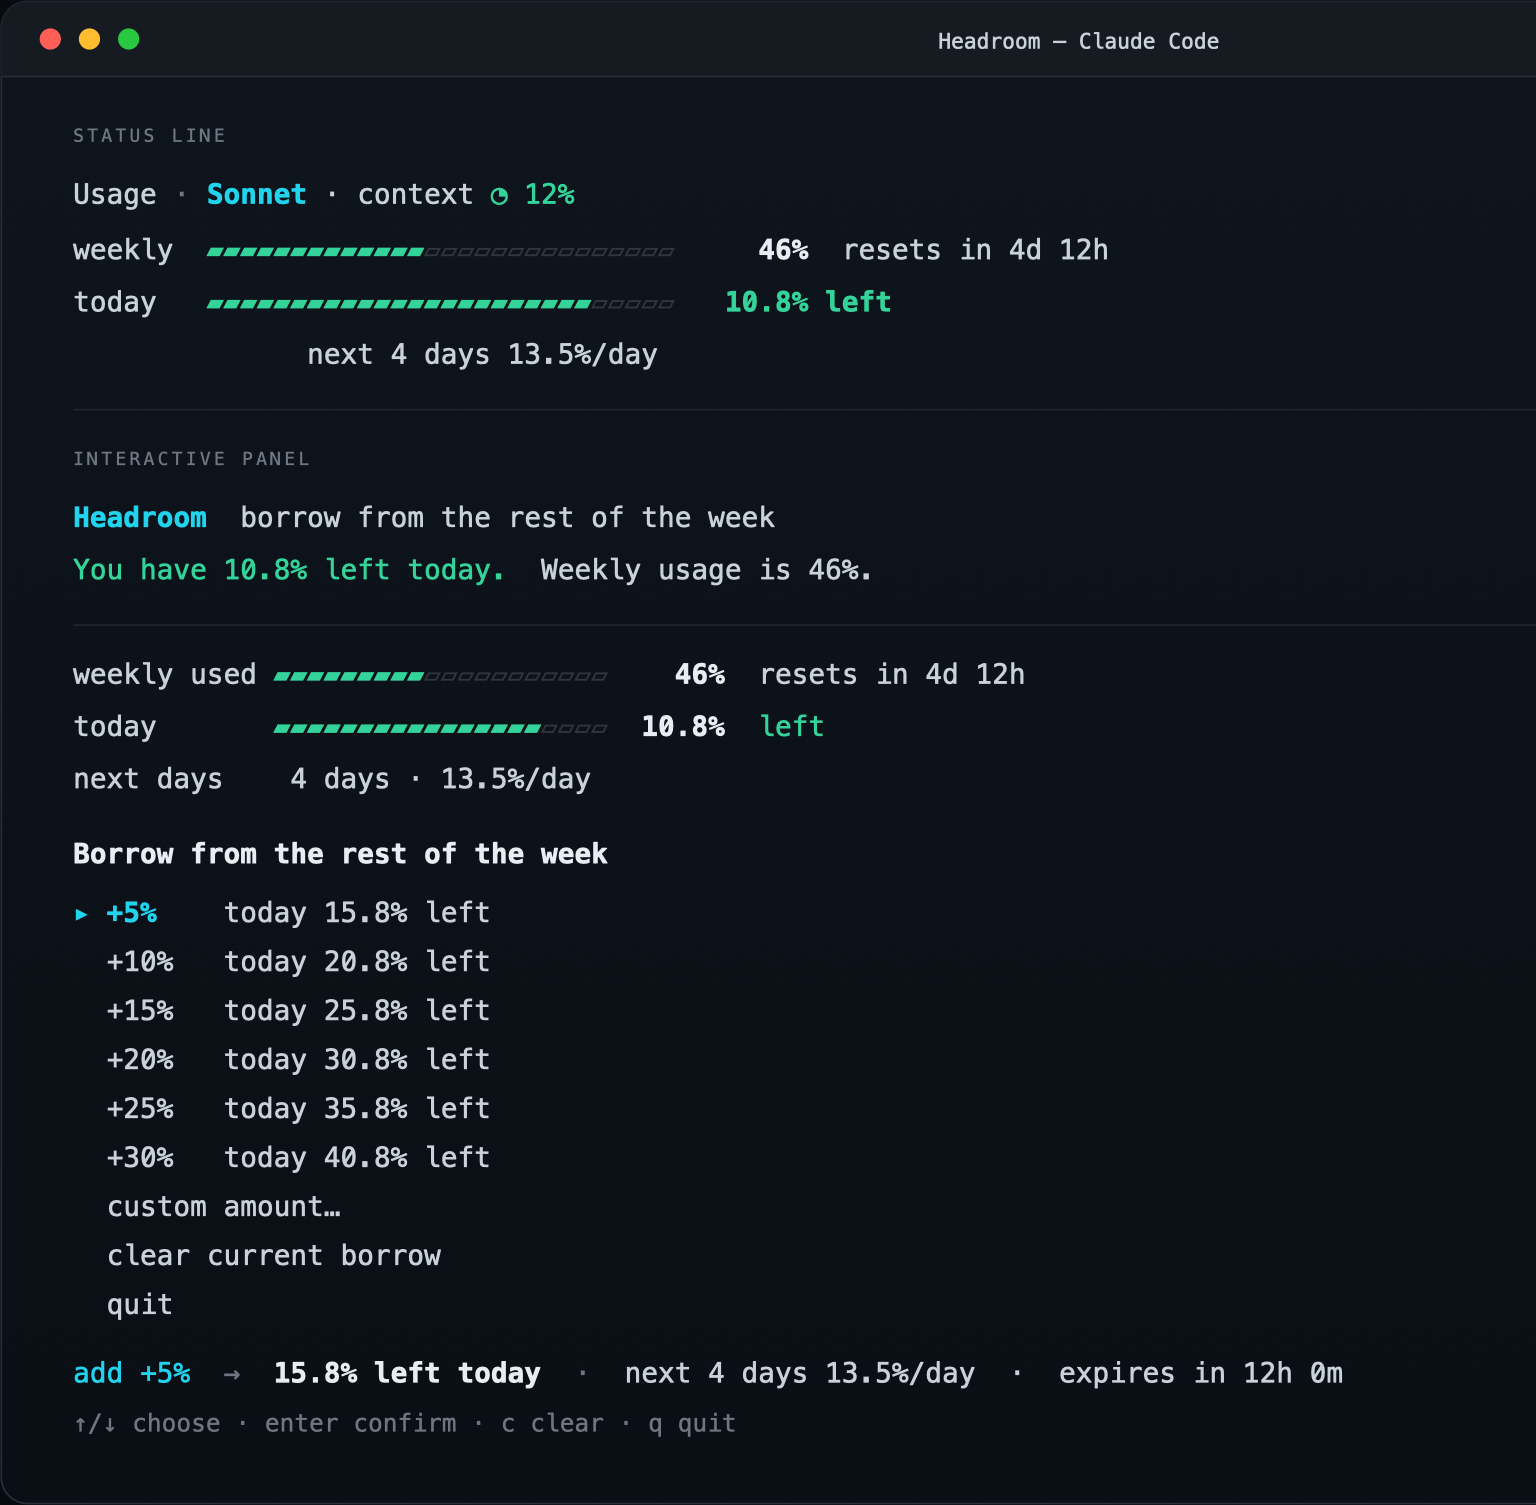 Headroom — Claude Code
STATUS LINE
Usage · Sonnet · context ◔ 12%
weekly 46% resets in 4d 12h
today 10.8% left
next 4 days 13.5%/day
INTERACTIVE PANEL
Headroom borrow from the rest of the week
You have 10.8% left today. Weekly usage is 46%.
weekly used 46% resets in 4d 12h
today 10.8% left
next days 4 days · 13.5%/day
Borrow from the rest of the week
▸ +5% today 15.8% left
+10% today 20.8% left
+15% today 25.8% left
+20% today 30.8% left
+25% today 35.8% left
+30% today 40.8% left
custom amount…
clear current borrow
quit
add +5% → 15.8% left today · next 4 days 13.5%/day · expires in 12h 0m
↑/↓ choose · enter confirm · c clear · q quit